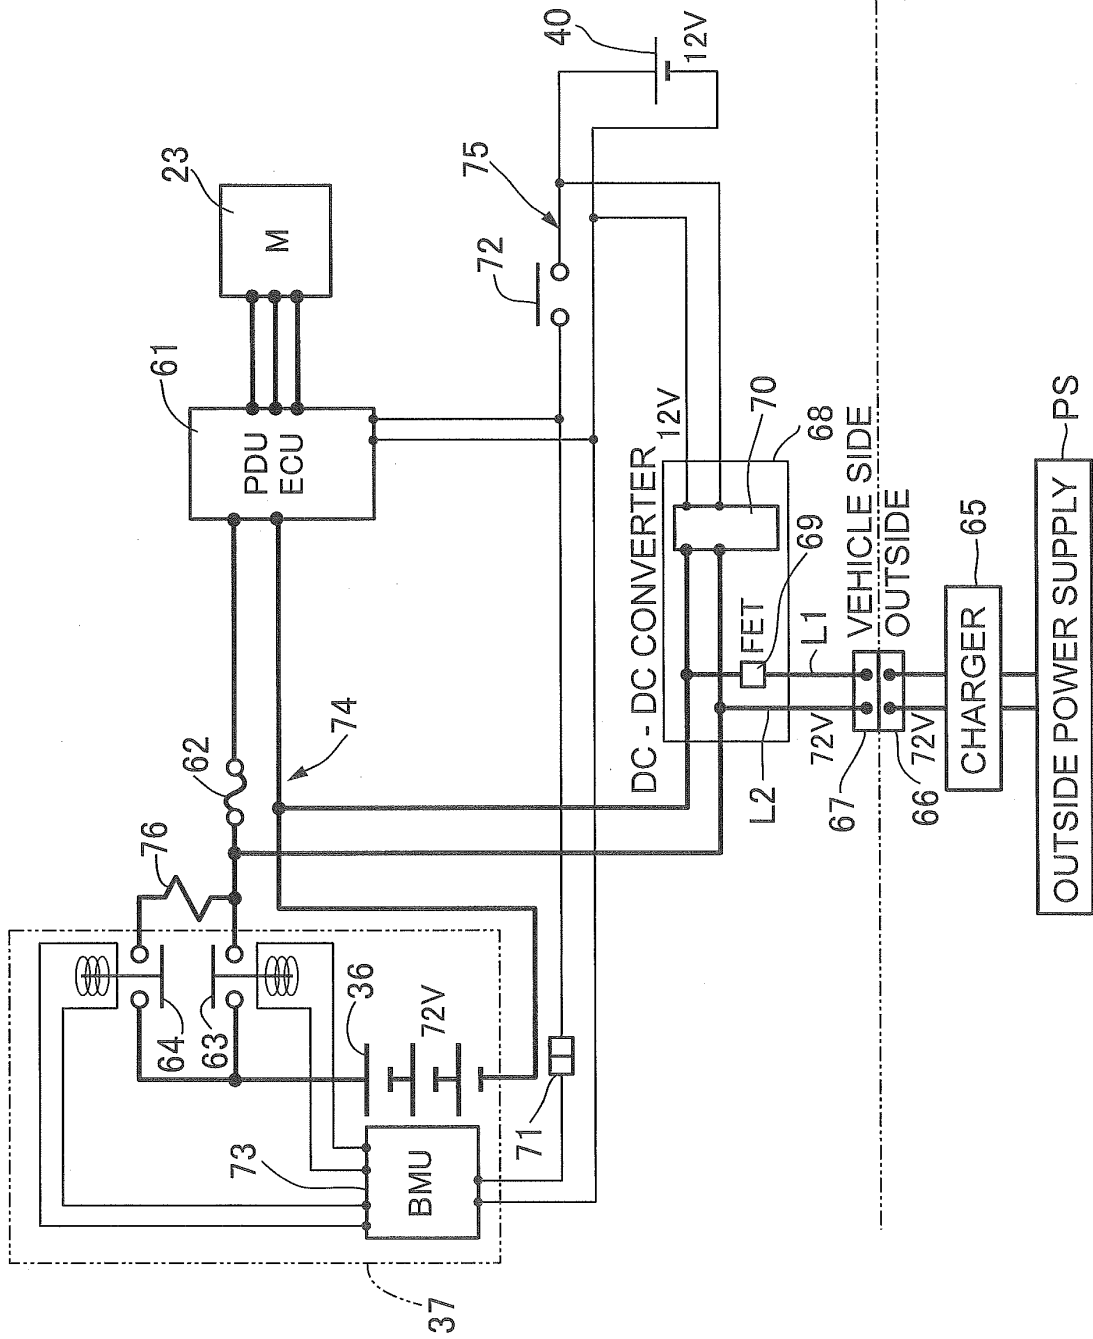 37
73
BMU
64
63
36
72V
71
76
62
74
61
PDU
ECU
23
M
72
75
40
12V
DC - DC CONVERTER
12V
70
68
69
FET
L1
L2
72V
67
VEHICLE SIDE
OUTSIDE
66
72V
CHARGER
65
OUTSIDE POWER SUPPLY
PS